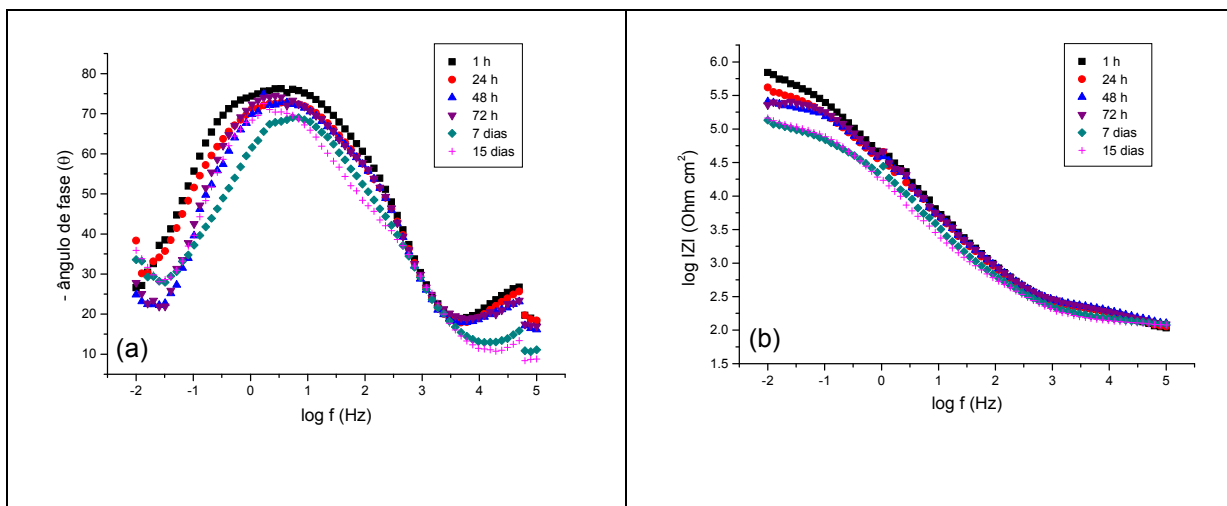 1 h
24 h
48 h
72 h
7 dias
15 dias
80
70
60
50
40
30
20
10
- ângulo de fase (θ)
(a)
-2 -1 0 1 2 3 4 5
log f (Hz)
1 h
24 h
48 h
72 h
7 dias
15 dias
6.5
6.0
5.5
5.0
4.5
4.0
3.5
3.0
2.5
2.0
1.5
log IZI (Ohm cm²)
(b)
-2 -1 0 1 2 3 4 5
log f (Hz)